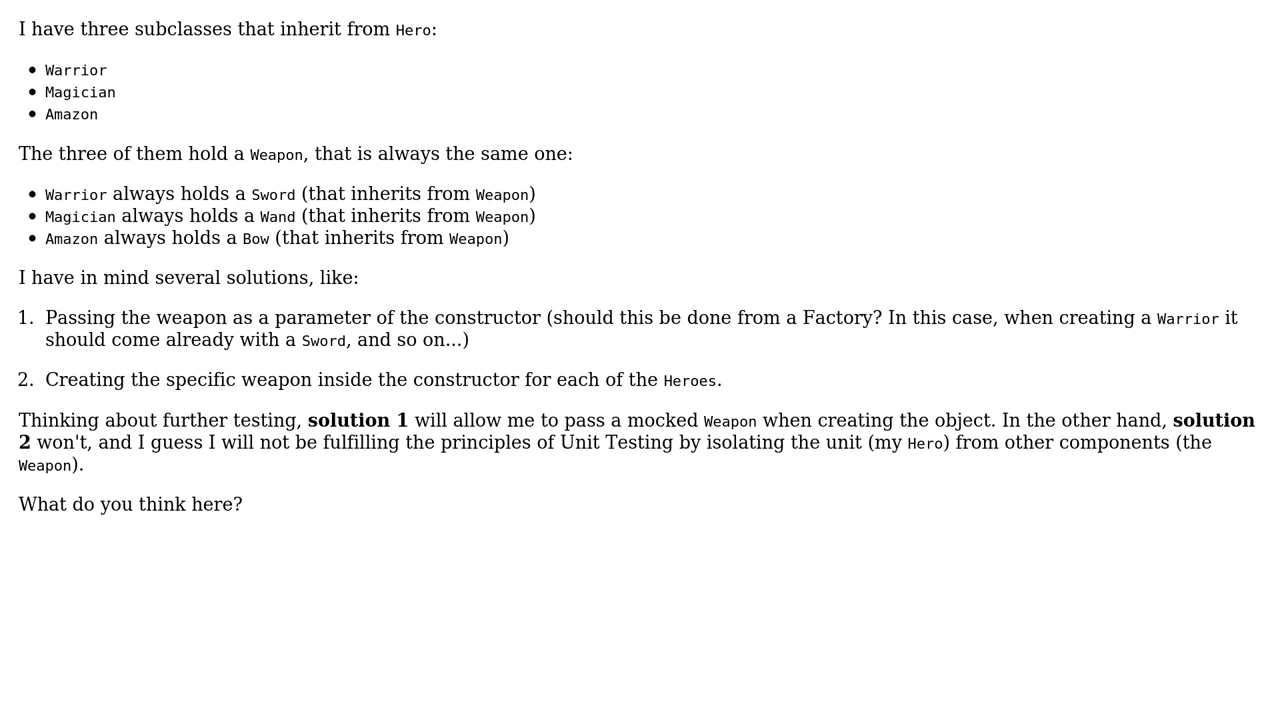 I have three subclasses that inherit from Hero:
• Warrior
• Magician
• Amazon
The three of them hold a Weapon, that is always the same one:
• Warrior always holds a Sword (that inherits from Weapon)
• Magician always holds a Wand (that inherits from Weapon)
• Amazon always holds a Bow (that inherits from Weapon)
I have in mind several solutions, like:
1. Passing the weapon as a parameter of the constructor (should this be done from a Factory? In this case, when creating a Warrior it
should come already with a Sword, and so on...)
2. Creating the specific weapon inside the constructor for each of the Heroes.
Thinking about further testing, solution 1 will allow me to pass a mocked Weapon when creating the object. In the other hand, solution
2 won't, and I guess I will not be fulfilling the principles of Unit Testing by isolating the unit (my Hero) from other components (the
Weapon).
What do you think here?